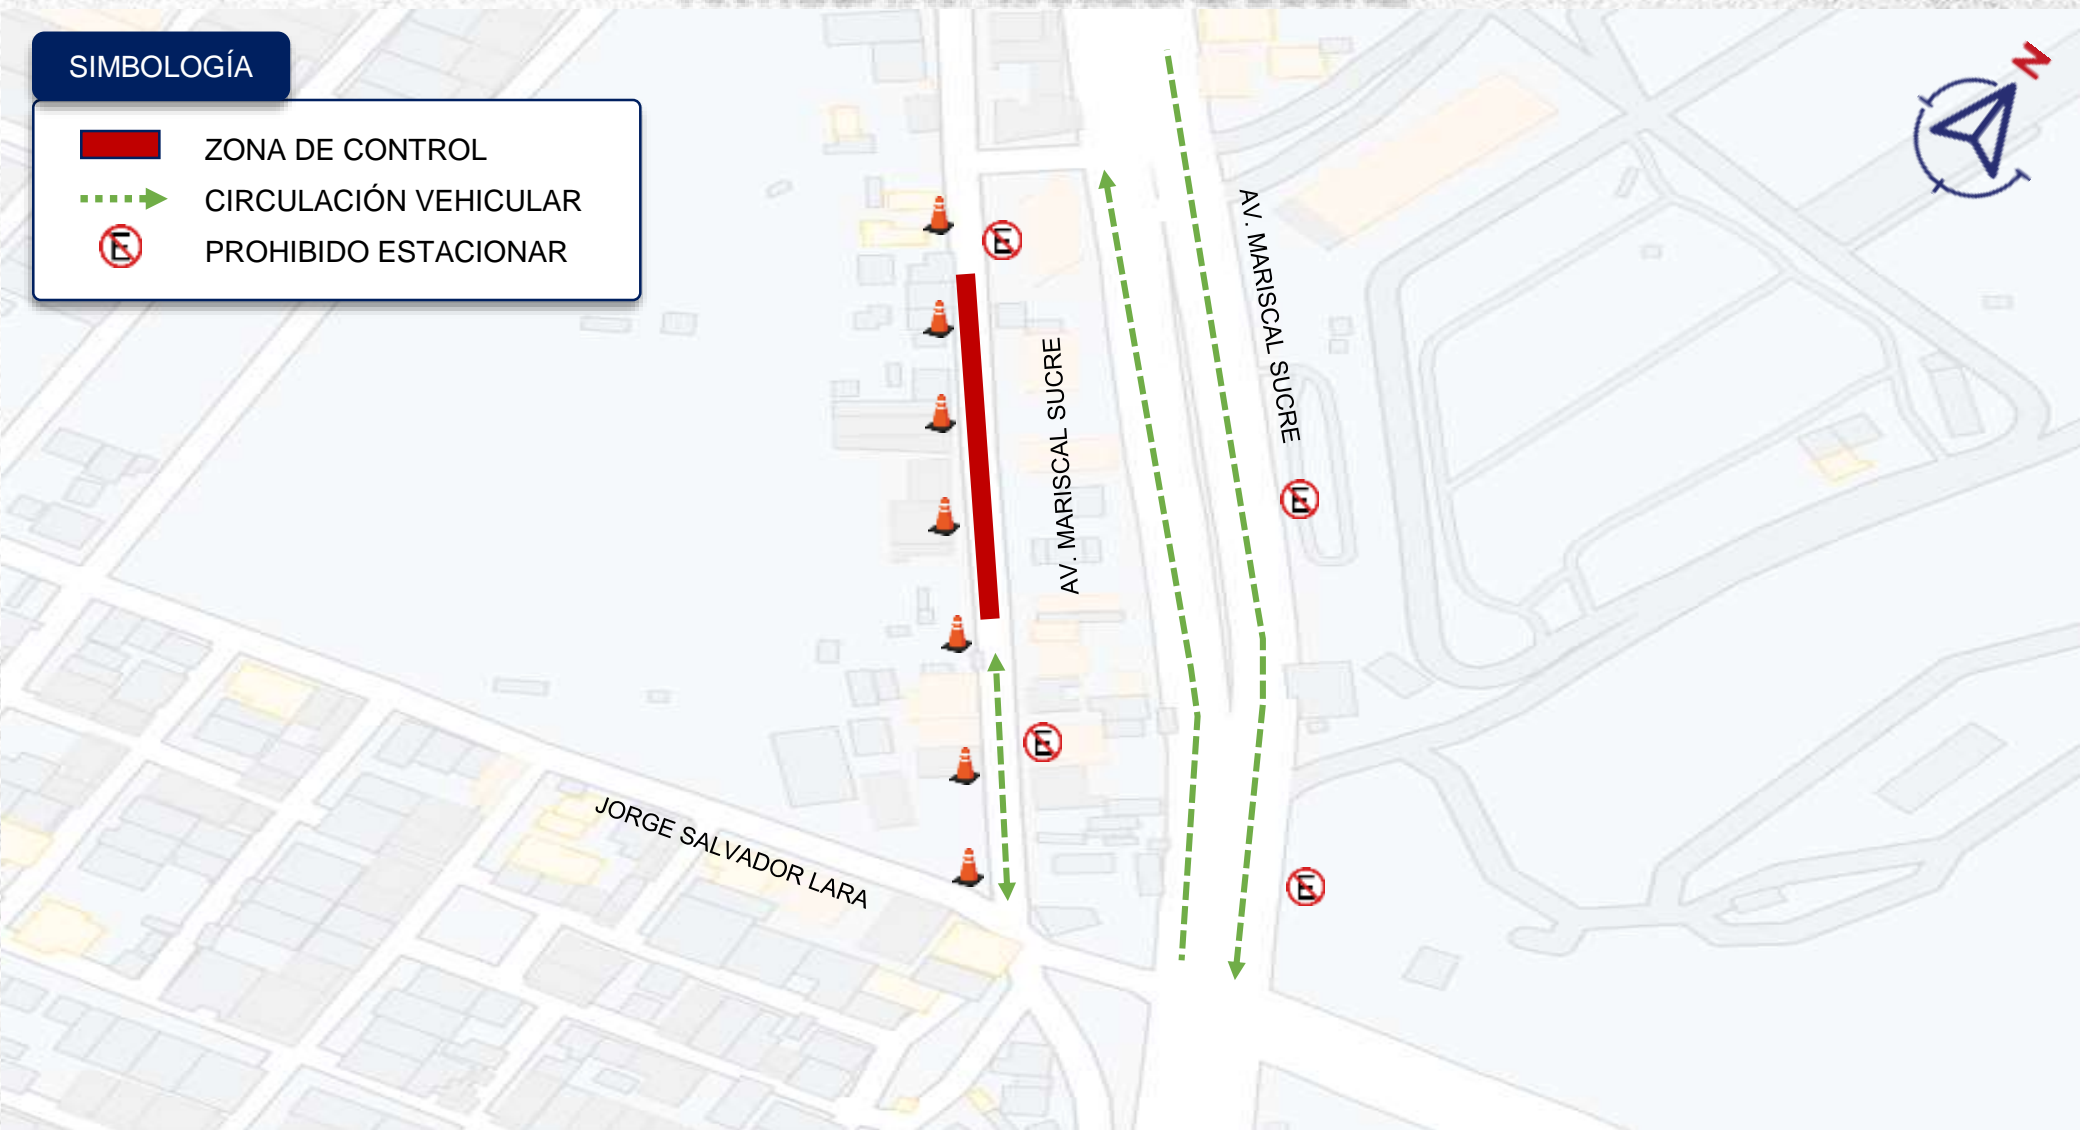 SIMBOLOGÍA
ZONA DE CONTROL
CIRCULACIÓN VEHICULAR
E
PROHIBIDO ESTACIONAR
N
AV. MARISCAL SUCRE
E
AV. MARISCAL SUCRE
E
E
JORGE SALVADOR LARA
E